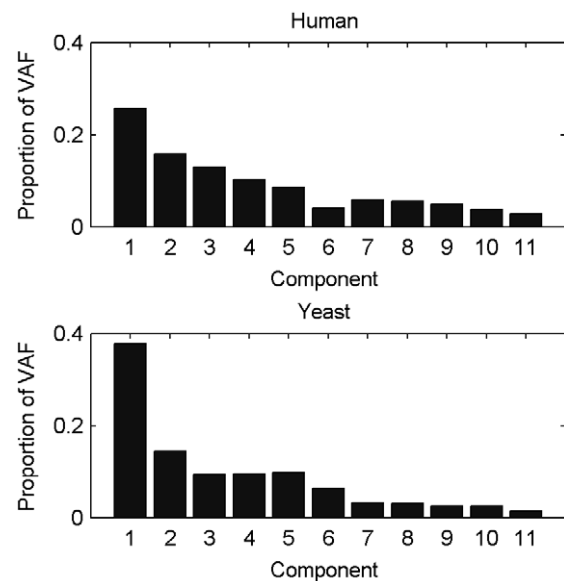 Human
Proportion of VAF
0.4
0.2
0
1 2 3 4 5 6 7 8 9 10 11
Component
Yeast
Proportion of VAF
0.4
0.2
0
1 2 3 4 5 6 7 8 9 10 11
Component